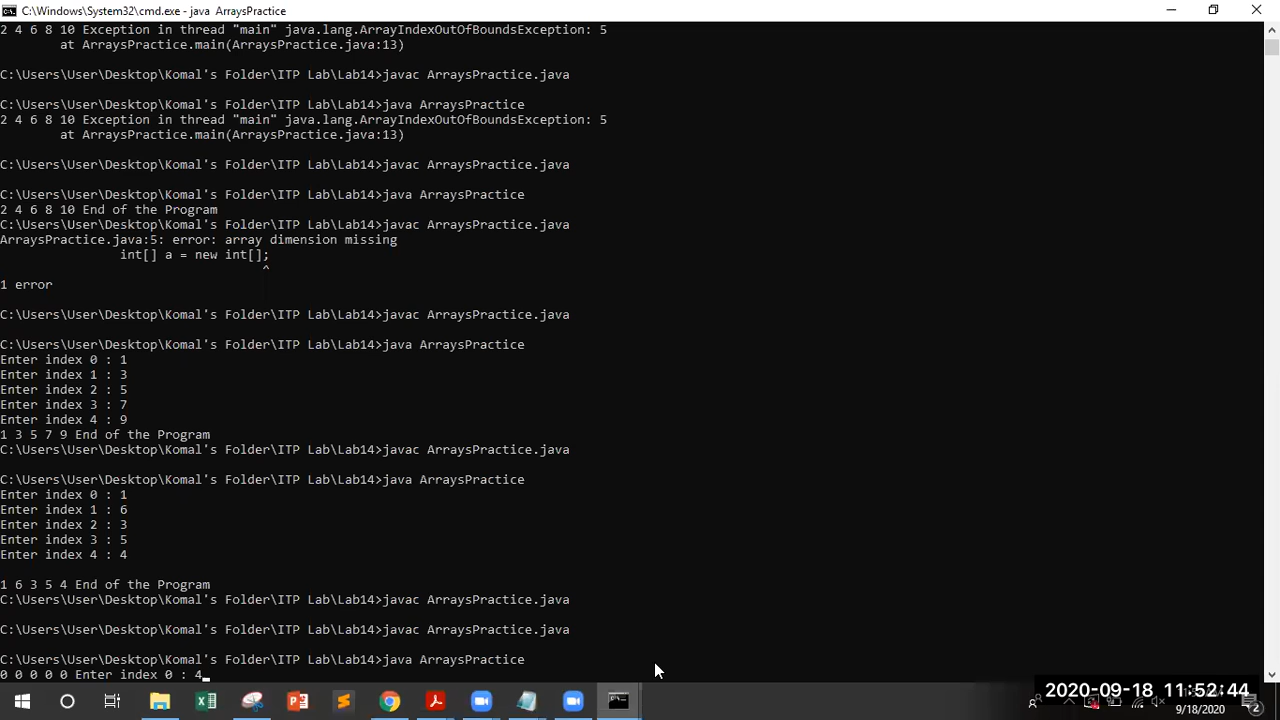 C:\Windows\System32\cmd.exe - java ArraysPractice
2 4 6 8 10 Exception in thread "main" java.lang.ArrayIndexOutOfBoundsException: 5
at ArraysPractice.main(ArraysPractice.java:13)
C:\Users\User\Desktop\Komal's Folder\ITP Lab\Lab14>javac ArraysPractice.java
C:\Users\User\Desktop\Komal's Folder\ITP Lab\Lab14>java ArraysPractice
2 4 6 8 10 Exception in thread "main" java.lang.ArrayIndexOutOfBoundsException: 5
at ArraysPractice.main(ArraysPractice.java:13)
C:\Users\User\Desktop\Komal's Folder\ITP Lab\Lab14>javac ArraysPractice.java
C:\Users\User\Desktop\Komal's Folder\ITP Lab\Lab14>java ArraysPractice
2 4 6 8 10 End of the Program
C:\Users\User\Desktop\Komal's Folder\ITP Lab\Lab14>javac ArraysPractice.java
ArraysPractice.java:5: error: array dimension missing
int[] a = new int[];
^
1 error
C:\Users\User\Desktop\Komal's Folder\ITP Lab\Lab14>javac ArraysPractice.java
C:\Users\User\Desktop\Komal's Folder\ITP Lab\Lab14>java ArraysPractice
Enter index 0 : 1
Enter index 1 : 3
Enter index 2 : 5
Enter index 3 : 7
Enter index 4 : 9
1 3 5 7 9 End of the Program
C:\Users\User\Desktop\Komal's Folder\ITP Lab\Lab14>javac ArraysPractice.java
C:\Users\User\Desktop\Komal's Folder\ITP Lab\Lab14>java ArraysPractice
Enter index 0 : 1
Enter index 1 : 6
Enter index 2 : 3
Enter index 3 : 5
Enter index 4 : 4
1 6 3 5 4 End of the Program
C:\Users\User\Desktop\Komal's Folder\ITP Lab\Lab14>javac ArraysPractice.java
C:\Users\User\Desktop\Komal's Folder\ITP Lab\Lab14>javac ArraysPractice.java
C:\Users\User\Desktop\Komal's Folder\ITP Lab\Lab14>java ArraysPractice
0 0 0 0 0 Enter index 0 : 4_
2020-09-18 11:52:44
9/18/2020
2